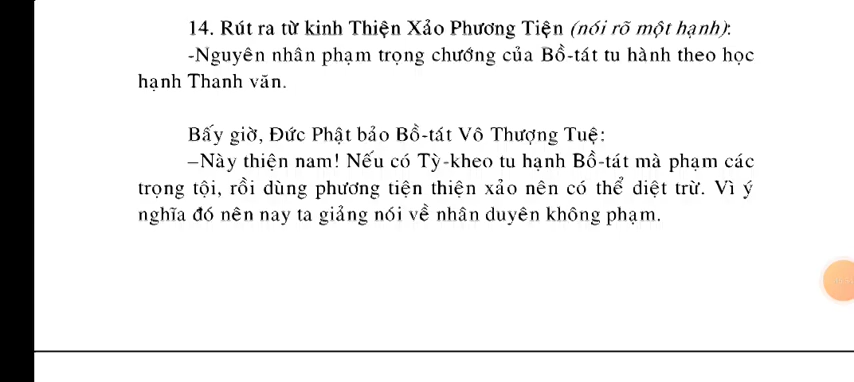 14. Rút ra từ kinh Thiện Xảo Phương Tiện (nói rõ một hạnh):
-Nguyên nhân phạm trọng chướng của Bồ-tát tu hành theo học
hạnh Thanh văn.
Bấy giờ, Đức Phật bảo Bồ-tát Vô Thượng Tuệ:
–Này thiện nam! Nếu có Tỳ-kheo tu hạnh Bồ-tát mà phạm các
trọng tội, rồi dùng phương tiện thiện xảo nên có thể diệt trừ. Vì ý
nghĩa đó nên nay ta giảng nói về nhân duyên không phạm.